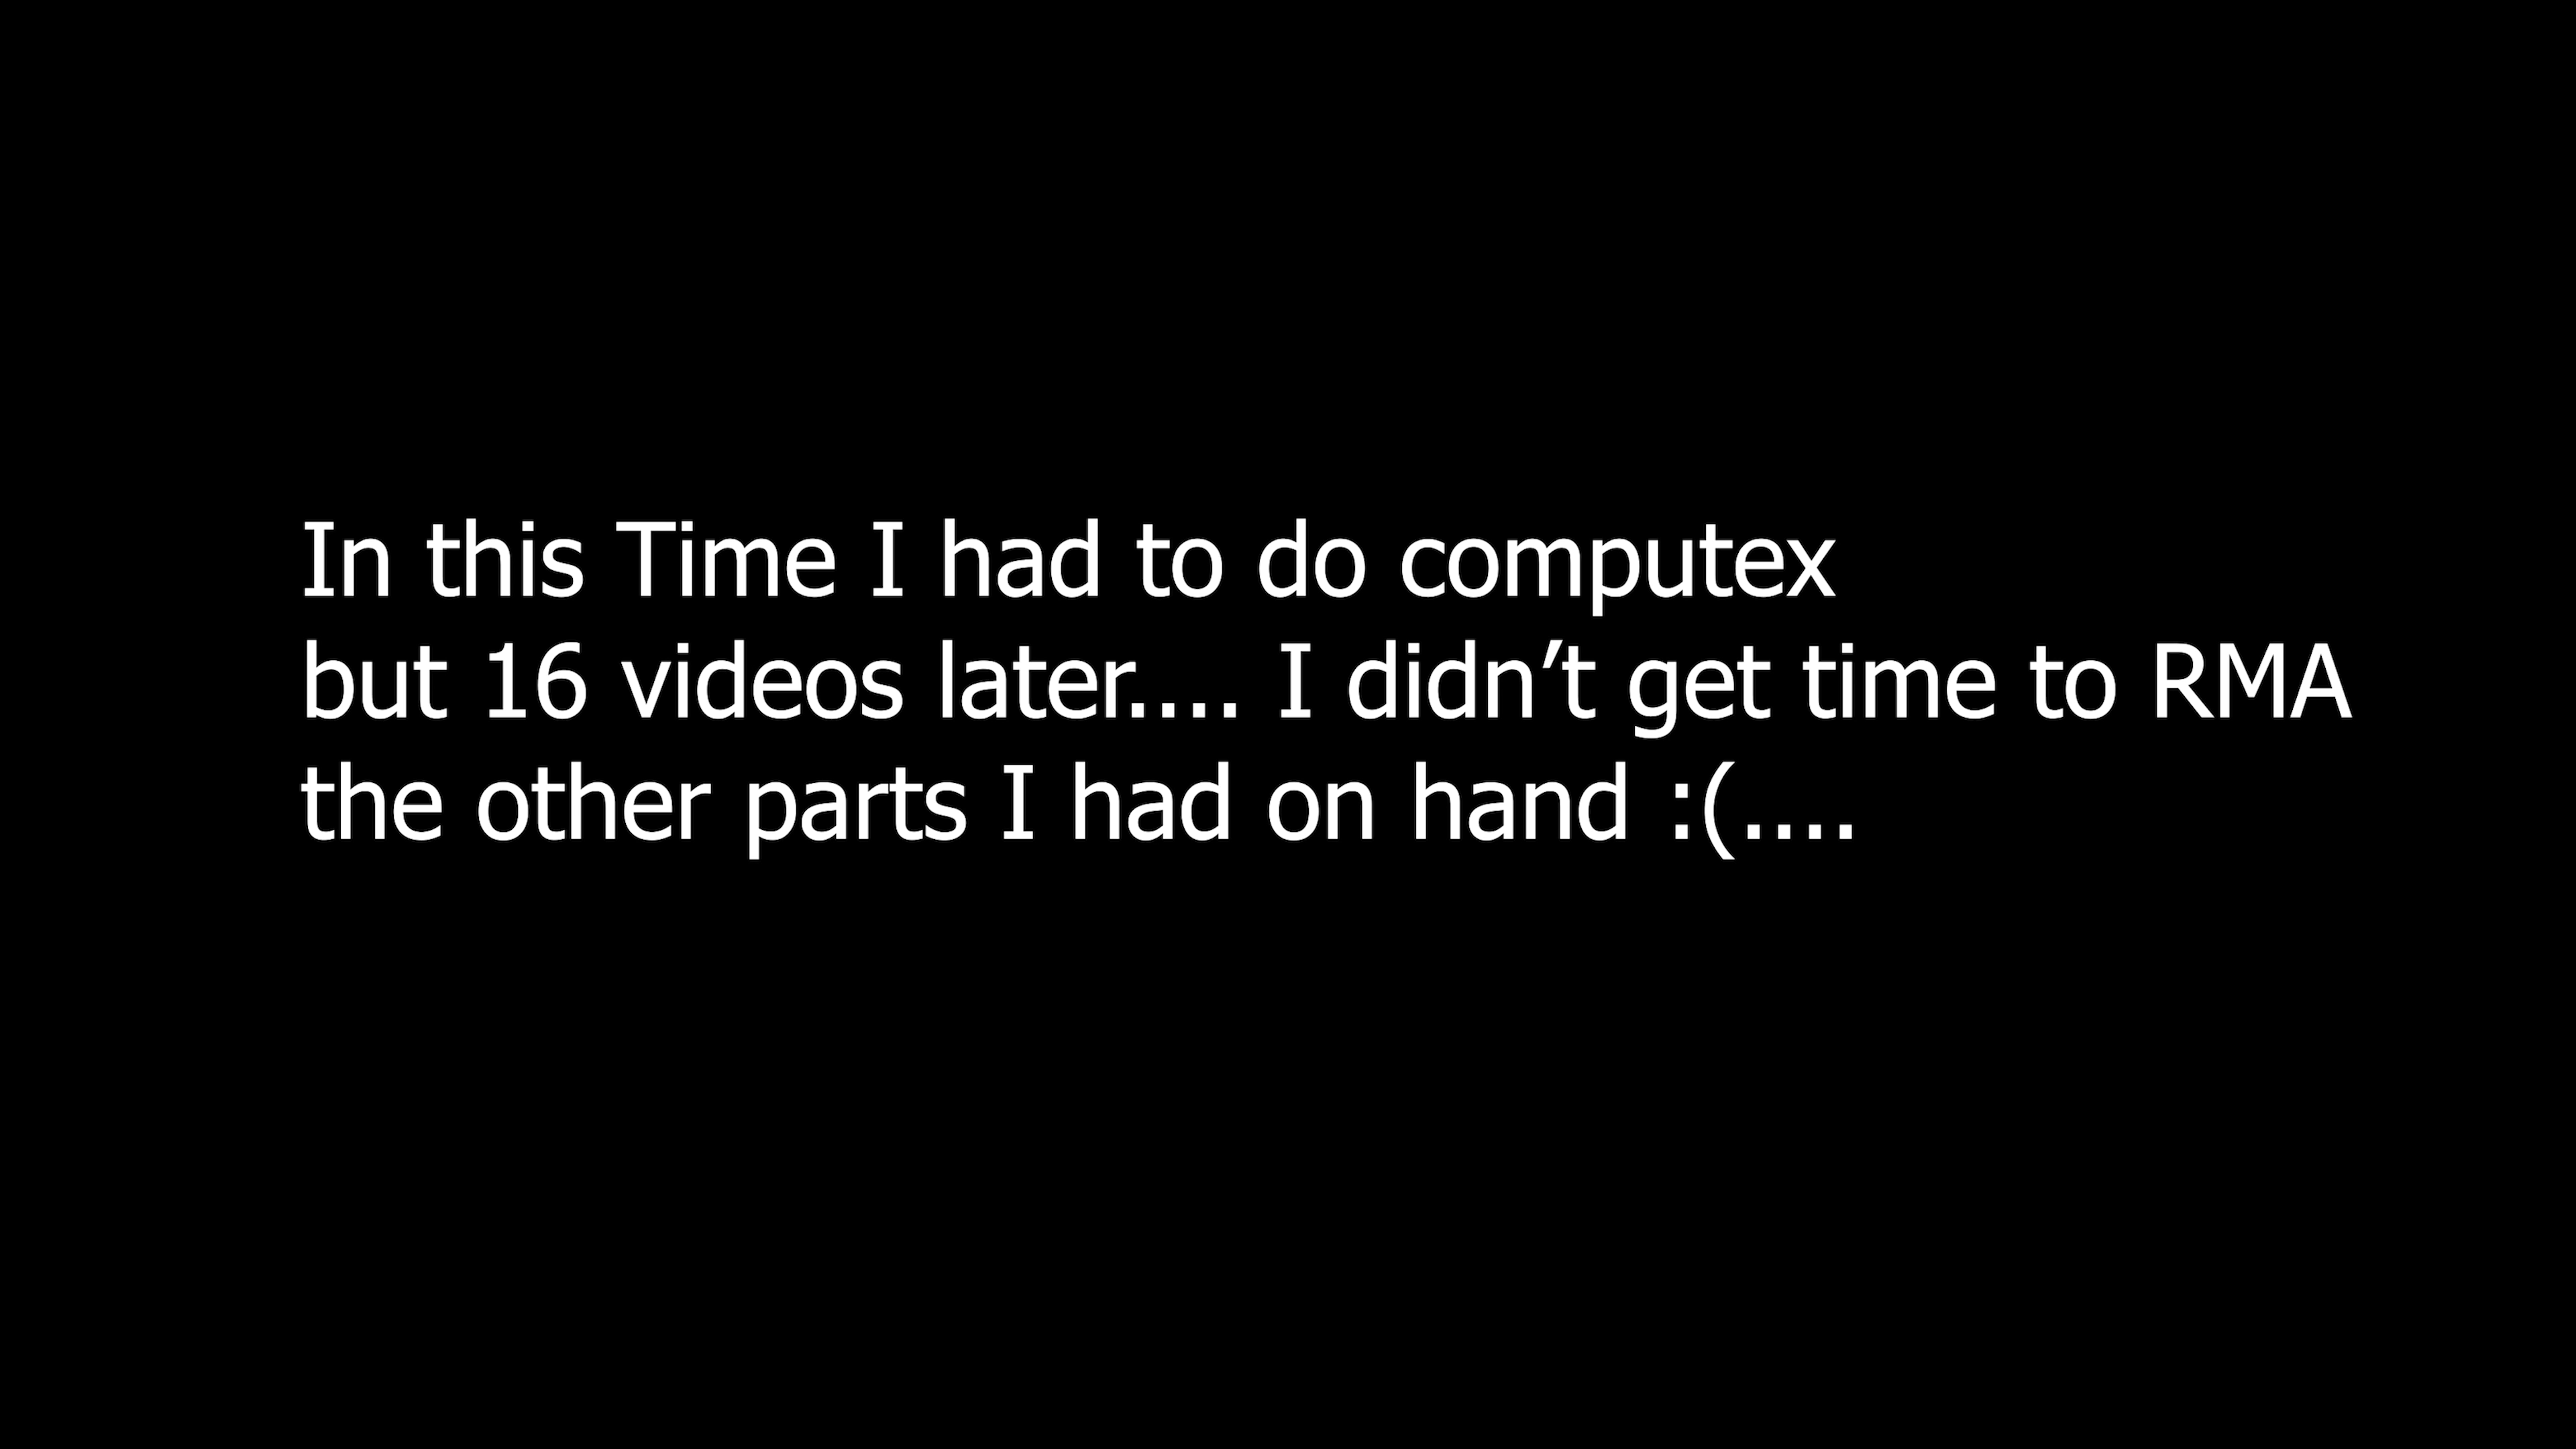 In this Time I had to do computex
but 16 videos later.... I didn’t get time to RMA
the other parts I had on hand :(....